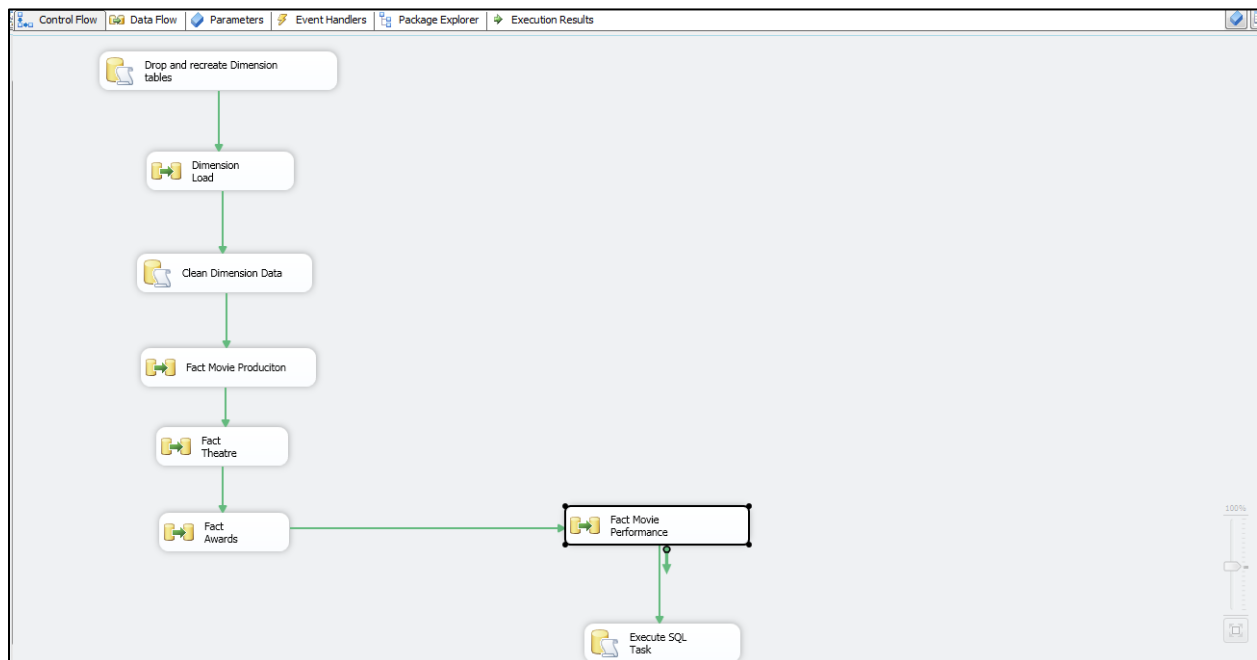 Control Flow Data Flow Parameters Event Handlers Package Explorer Execution Results
Drop and recreate Dimension
tables
Dimension
Load
Clean Dimension Data
Fact Movie Produciton
Fact
Theatre
Fact
Awards
Fact Movie
Performance
100%
Execute SQL
Task